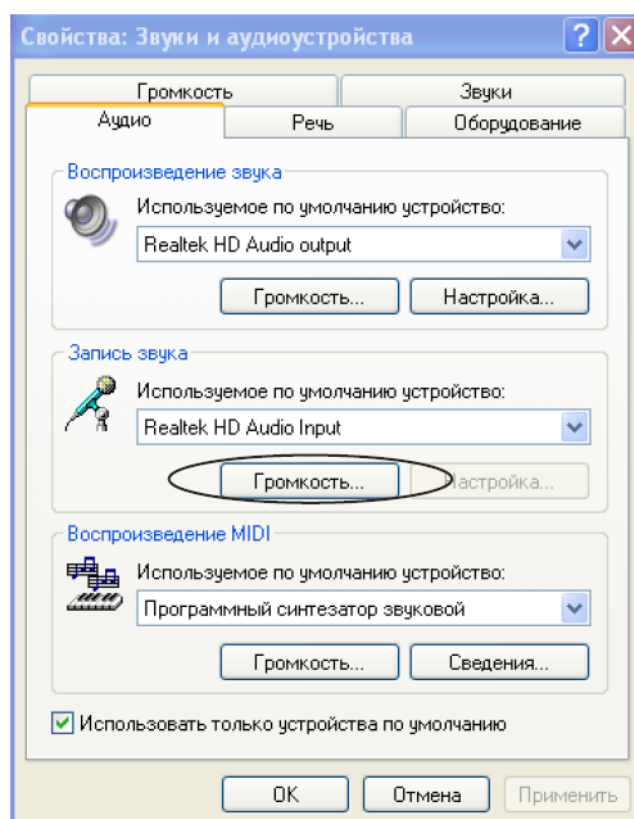 Свойства: Звуки и аудиоустройства
Громкость
Звуки
Аудио
Речь
Оборудование
Воспроизведение звука
Используемое по умолчанию устройство:
Realtek HD Audio output
Громкость...
Настройка...
Запись звука
Используемое по умолчанию устройство:
Realtek HD Audio Input
Громкость...
Настройка...
Воспроизведение MIDI
Используемое по умолчанию устройство:
Программный синтезатор звуковой
Громкость...
Сведения...
Использовать только устройства по умолчанию
OK
Отмена
Применить